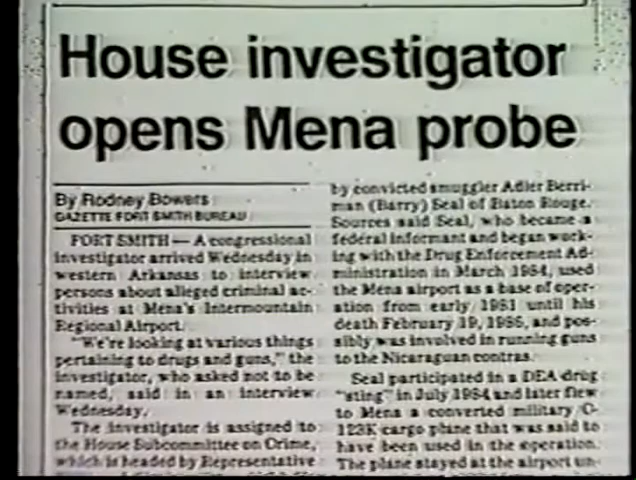 House investigator
opens Mena probe
By Rodney Bowers
GAZETTE FORT SMITH BUREAU
FORT SMITH — A congressional
investigator arrived Wednesday in
western Arkansas to interview
persons about alleged criminal ac-
tivities at Mena's Intermountain
Regional Airport.
"We're looking at various things
pertaining to drugs and guns," the
investigator, who asked not to be
named, said in an interview
Wednesday.
The investigator is assigned to
the House Subcommittee on Crime,
which is headed by Representative
by convicted smuggler Adler Berri-
man (Barry) Seal of Baton Rouge.
Sources said Seal, who became a
federal informant and began work-
ing with the Drug Enforcement Ad-
ministration in March 1984, used
the Mena airport as a base of oper-
ation from early 1981 until his
death February 19, 1986, and pos-
sibly was involved in running guns
to the Nicaraguan contras.
Seal participated in a DEA drug
"sting" in July 1984 and later flew
to Mena a converted military C-
123K cargo plane that was said to
have been used in the operation.
The plane stayed at the airport un-